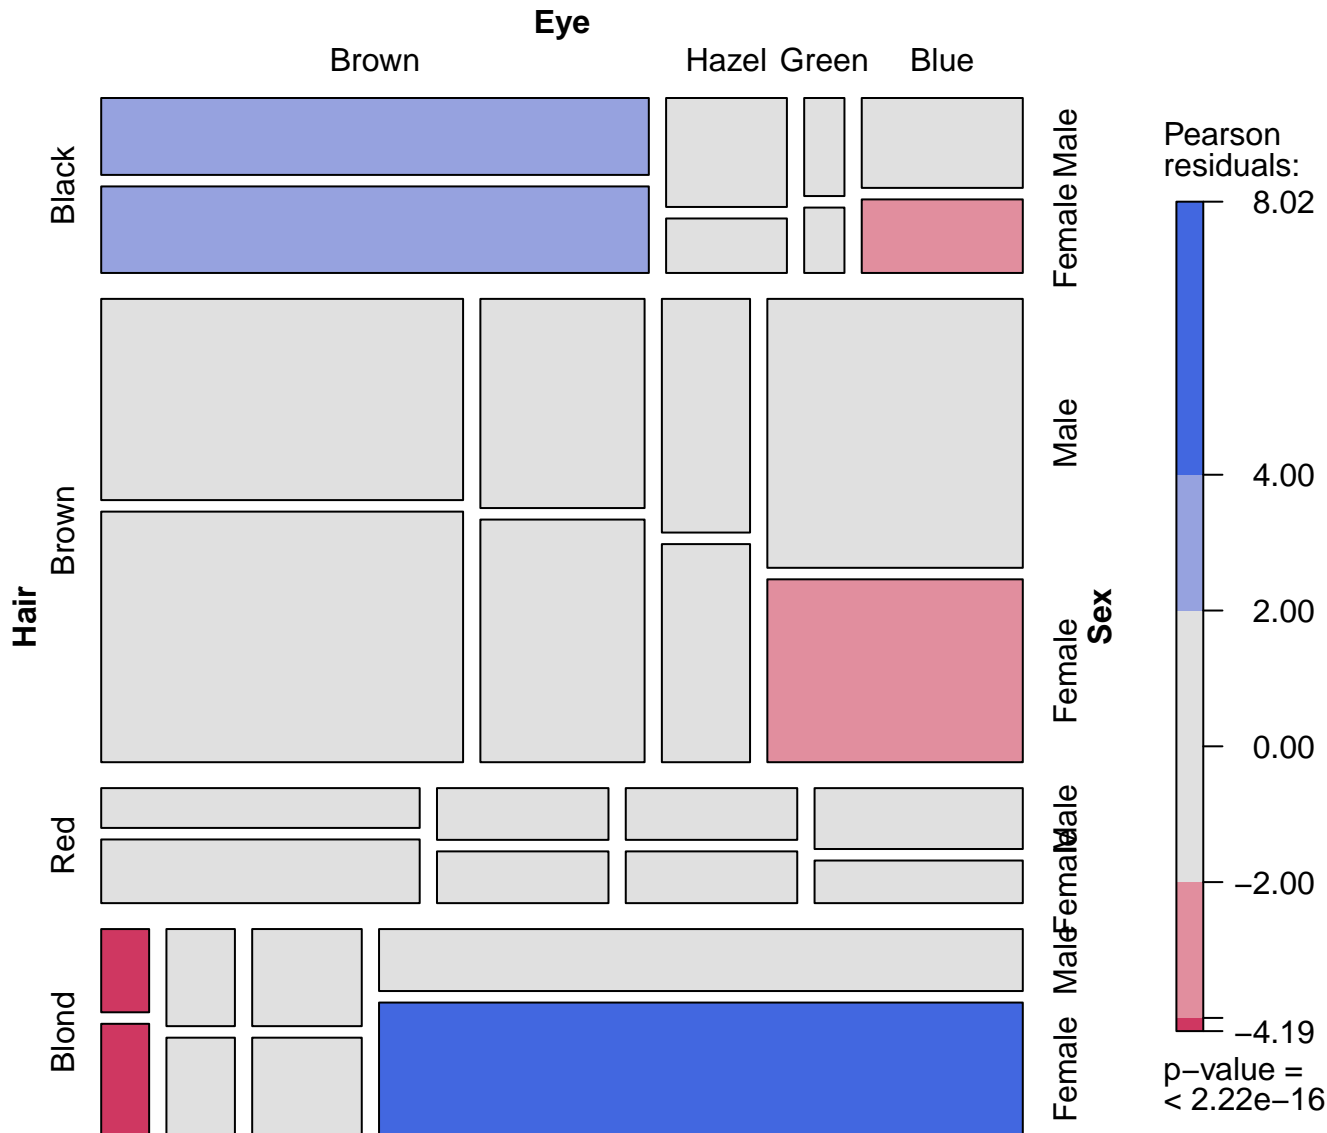 Eye
Brown Hazel Green Blue
Hair
Black
Brown
Red
Blond
Male
Female
Male
Female
Male
Female
Male
Female
Sex
Pearson
residuals:
8.02
4.00
2.00
0.00
−2.00
−4.19
p−value =
< 2.22e−16